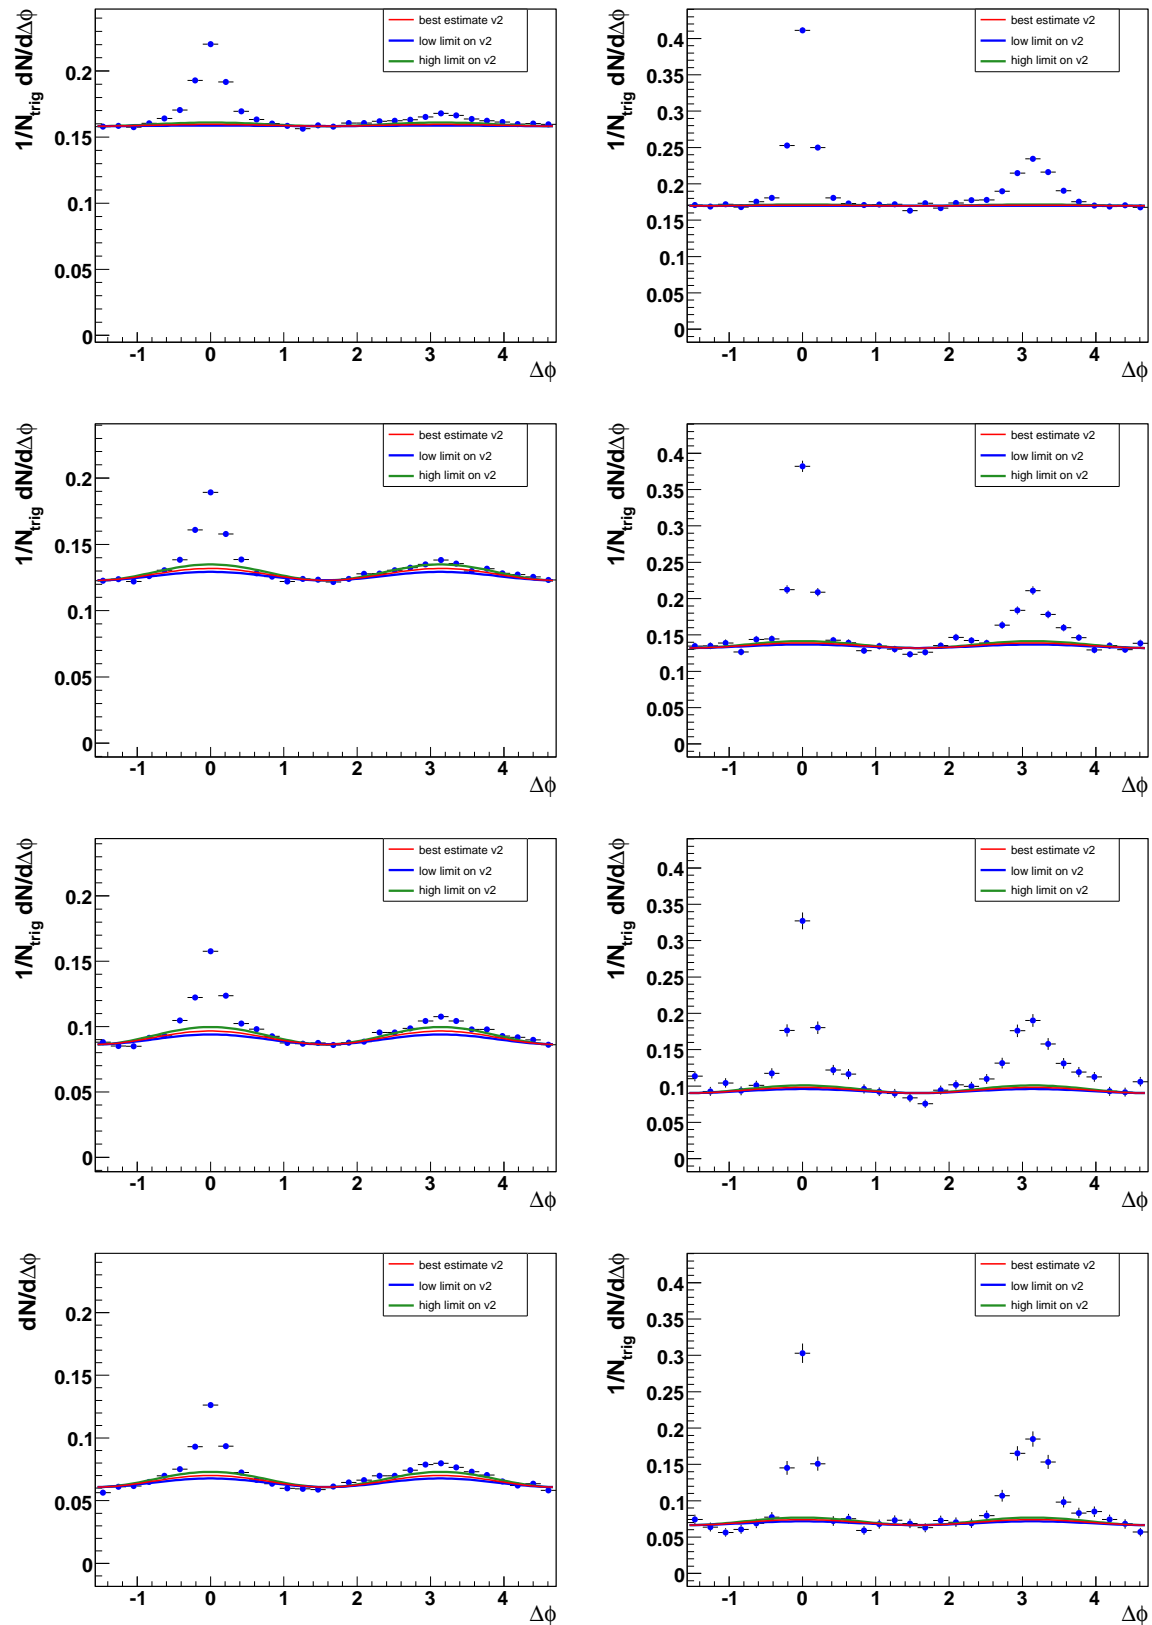 1/N_trig dN/dΔϕ
0.2
0.15
0.1
0.05
0
best estimate v2
low limit on v2
high limit on v2
-1 0 1 2 3 4
Δϕ
1/N_trig dN/dΔϕ
0.4
0.35
0.3
0.25
0.2
0.15
0.1
0.05
0
best estimate v2
low limit on v2
high limit on v2
-1 0 1 2 3 4
Δϕ
1/N_trig dN/dΔϕ
0.2
0.15
0.1
0.05
0
best estimate v2
low limit on v2
high limit on v2
-1 0 1 2 3 4
Δϕ
1/N_trig dN/dΔϕ
0.4
0.35
0.3
0.25
0.2
0.15
0.1
0.05
0
best estimate v2
low limit on v2
high limit on v2
-1 0 1 2 3 4
Δϕ
1/N_trig dN/dΔϕ
0.2
0.15
0.1
0.05
0
best estimate v2
low limit on v2
high limit on v2
-1 0 1 2 3 4
Δϕ
1/N_trig dN/dΔϕ
0.4
0.35
0.3
0.25
0.2
0.15
0.1
0.05
0
best estimate v2
low limit on v2
high limit on v2
-1 0 1 2 3 4
Δϕ
dN/dΔϕ
0.2
0.15
0.1
0.05
0
best estimate v2
low limit on v2
high limit on v2
-1 0 1 2 3 4
Δϕ
1/N_trig dN/dΔϕ
0.4
0.35
0.3
0.25
0.2
0.15
0.1
0.05
0
best estimate v2
low limit on v2
high limit on v2
-1 0 1 2 3 4
Δϕ